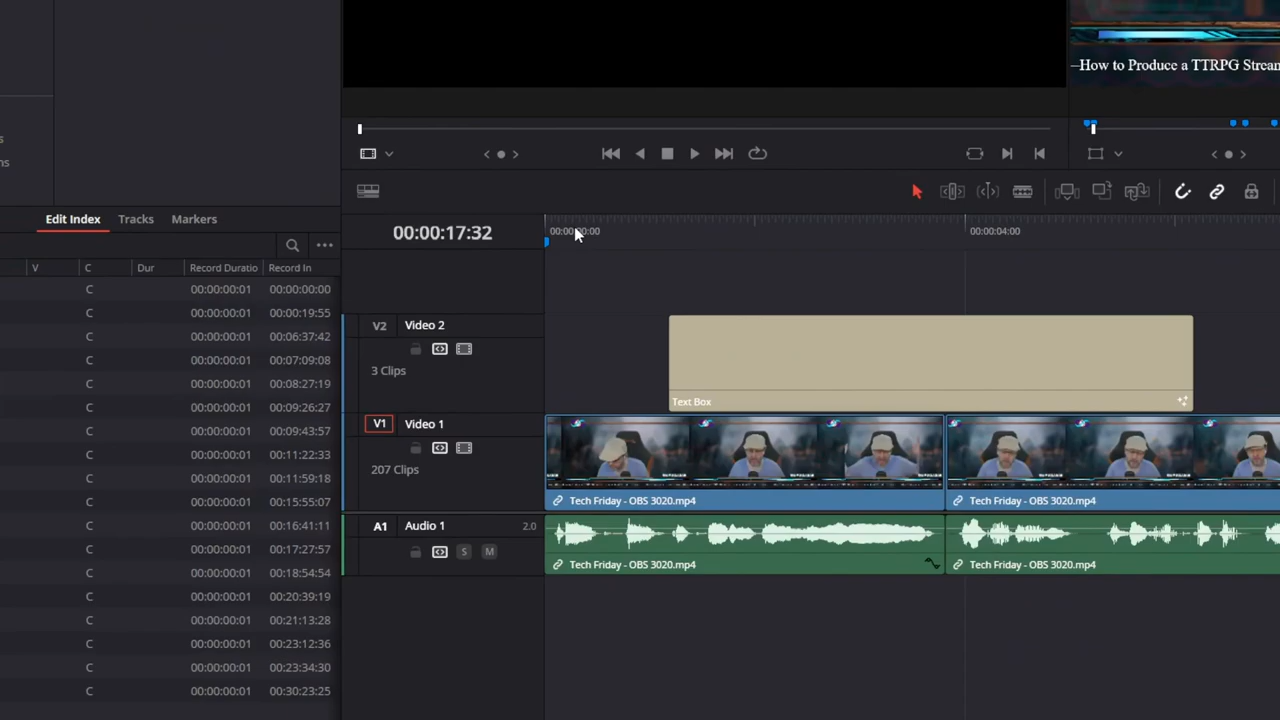 How to Produce a TTRPG Stream
s
ns
Edit Index Tracks Markers
00:00:17:32
00:00:00:00
00:00:04:00
V C Dur Record Duratio Record In
C 00:00:00:01 00:00:00:00
C 00:00:00:01 00:00:19:55
C 00:00:00:01 00:06:37:42
C 00:00:00:01 00:07:09:08
C 00:00:00:01 00:08:27:19
C 00:00:00:01 00:09:26:27
C 00:00:00:01 00:09:43:57
C 00:00:00:01 00:11:22:33
C 00:00:00:01 00:11:59:18
C 00:00:00:01 00:15:55:07
C 00:00:00:01 00:16:41:11
C 00:00:00:01 00:17:27:57
C 00:00:00:01 00:18:54:54
C 00:00:00:01 00:20:39:19
C 00:00:00:01 00:21:13:28
C 00:00:00:01 00:23:12:36
C 00:00:00:01 00:23:34:30
C 00:00:00:01 00:30:23:25
V2 Video 2
3 Clips
Text Box
V1 Video 1
207 Clips
Tech Friday - OBS 3020.mp4
Tech Friday - OBS 3020.mp4
A1 Audio 1 2.0
S M
Tech Friday - OBS 3020.mp4
Tech Friday - OBS 3020.mp4